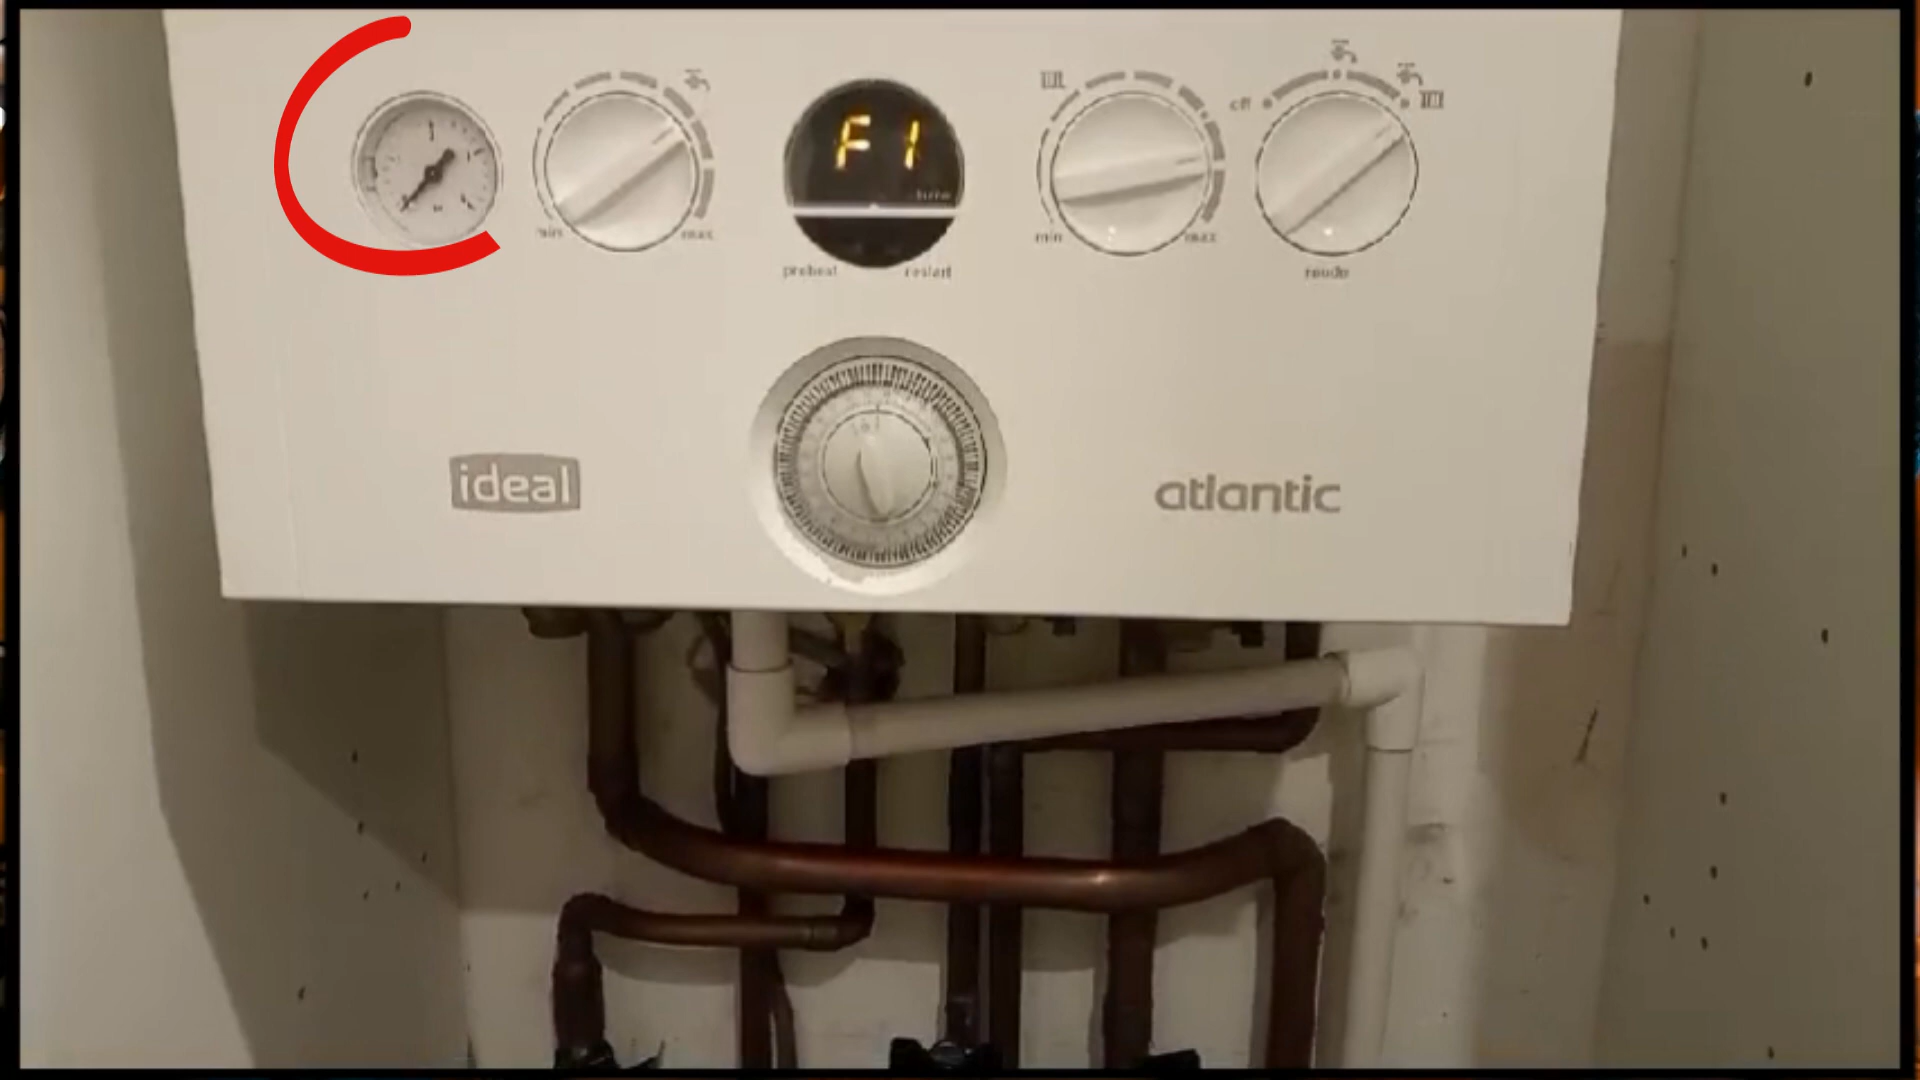 F1
off
min
max
min
max
preheat
restart
mode
ideal
atlantic